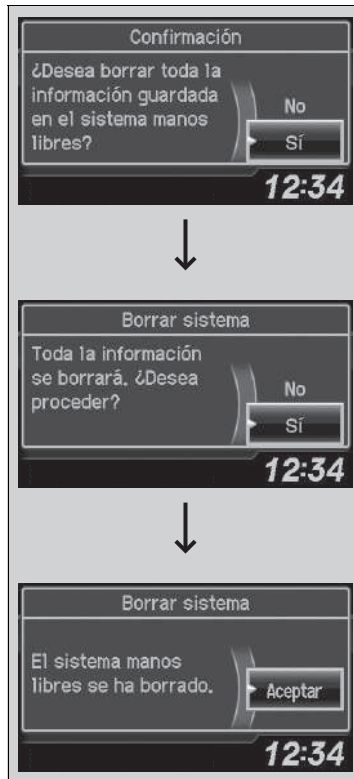 Confirmación
¿Desea borrar toda la
información guardada
en el sistema manos
libres?
No
Sí
12:34
Borrar sistema
Toda la información
se borrará. ¿Desea
proceder?
No
Sí
12:34
Borrar sistema
El sistema manos
libres se ha borrado.
Aceptar
12:34